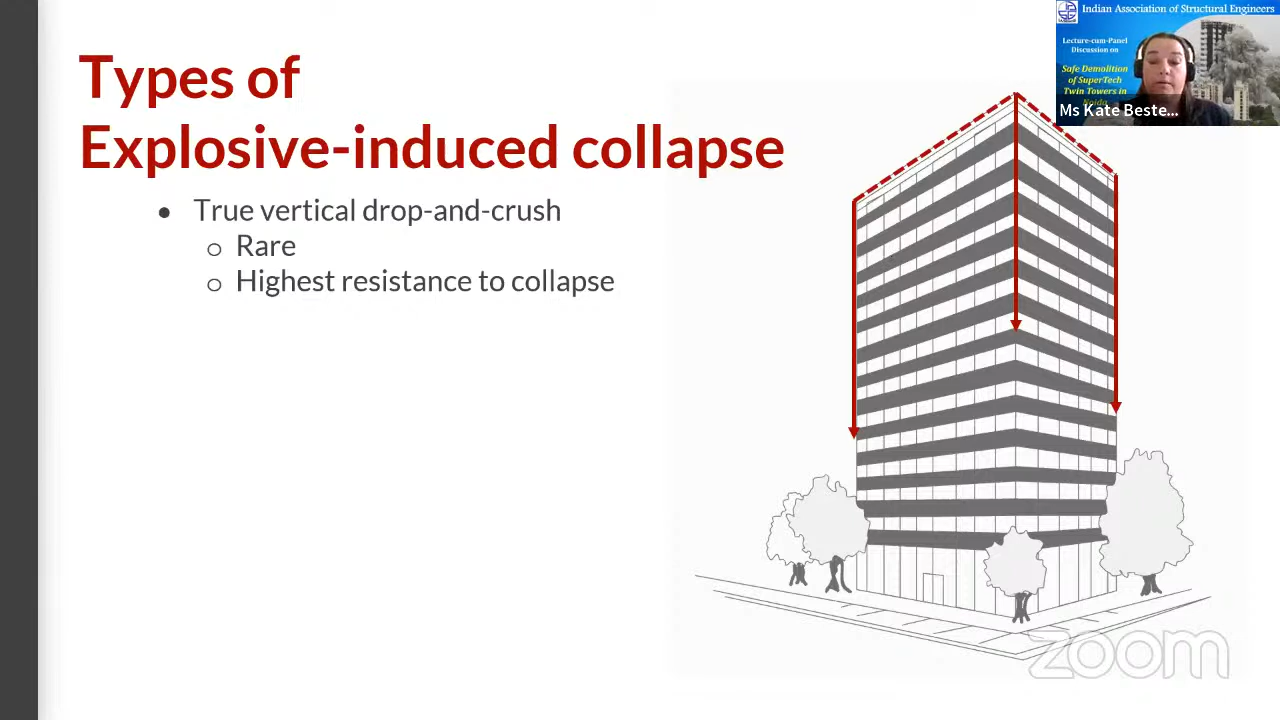 Types of
Explosive-induced collapse
• True vertical drop-and-crush
o Rare
o Highest resistance to collapse
Indian Association of Structural Engineers
Lecture-cum-Panel
Discussion on
Safe Demolition
of SuperTech
Twin Towers in
Noida
Ms Kate Beste...
zoom